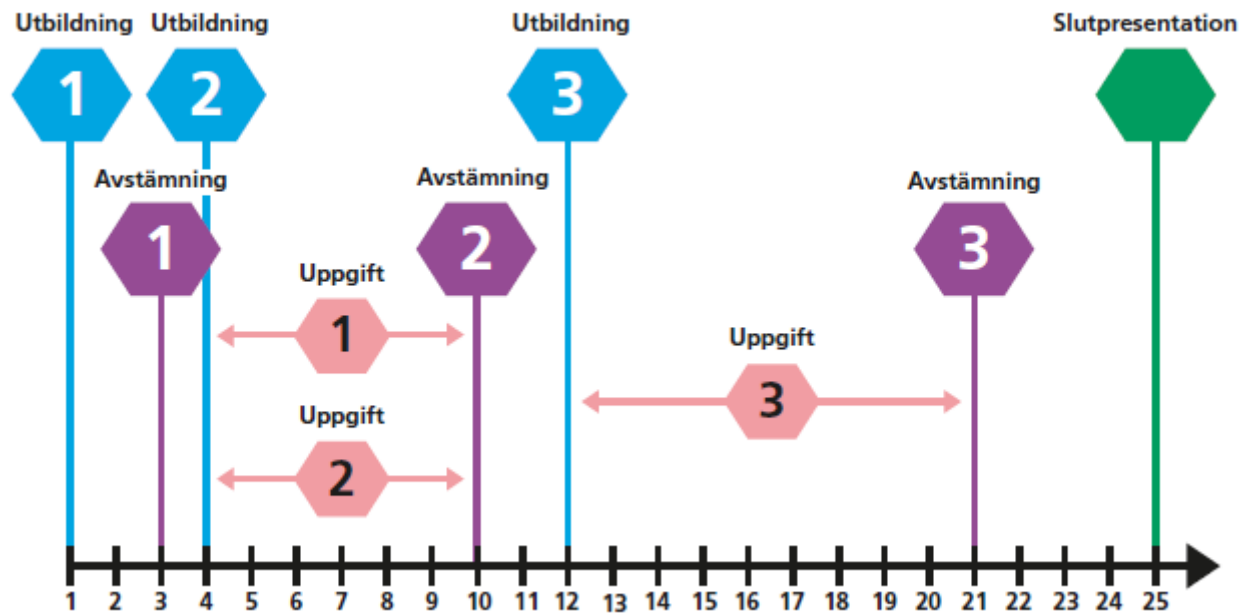 Utbildning Utbildning Utbildning Slutpresentation
1 2 3
Avstämning Avstämning Avstämning
1 2 3
Uppgift
1
Uppgift
3
Uppgift
2
1 2 3 4 5 6 7 8 9 10 11 12 13 14 15 16 17 18 19 20 21 22 23 24 25